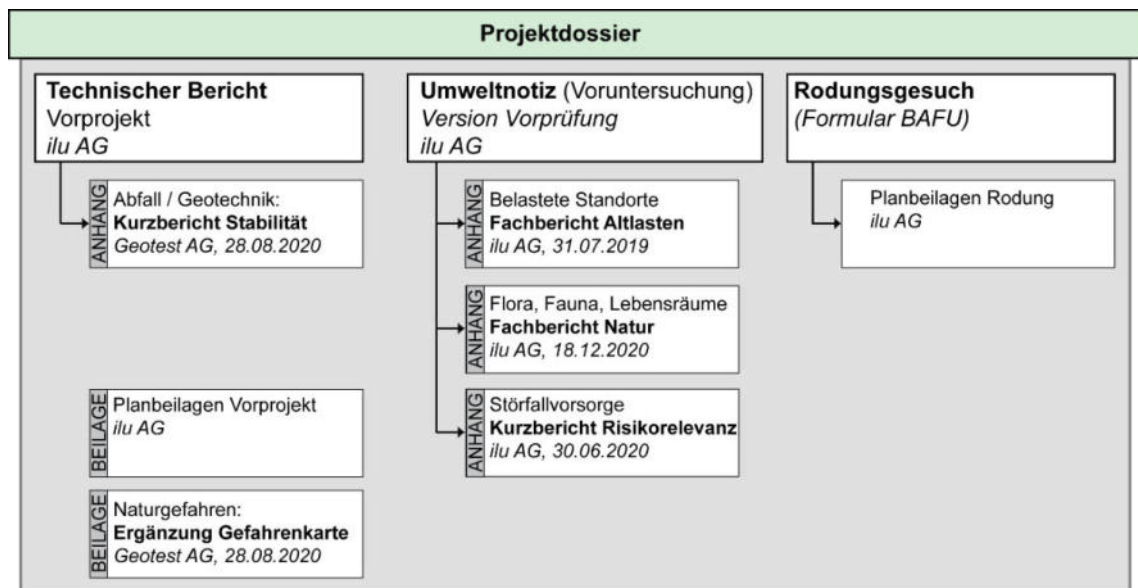 Projektdossier
Technischer Bericht
Vorprojekt
ilu AG
ANHANG
Abfall / Geotechnik:
Kurzbericht Stabilität
Geotest AG, 28.08.2020
BEILAGE
Planbeilagen Vorprojekt
ilu AG
BEILAGE
Naturgefahren:
Ergänzung Gefahrenkarte
Geotest AG, 28.08.2020
Umweltnotiz (Voruntersuchung)
Version Vorprüfung
ilu AG
ANHANG
Belastete Standorte
Fachbericht Altlasten
ilu AG, 31.07.2019
ANHANG
Flora, Fauna, Lebensräume
Fachbericht Natur
ilu AG, 18.12.2020
ANHANG
Störfallvorsorge
Kurzbericht Risikorelevanz
ilu AG, 30.06.2020
Rodungsgesuch
(Formular BAFU)
Planbeilagen Rodung
ilu AG